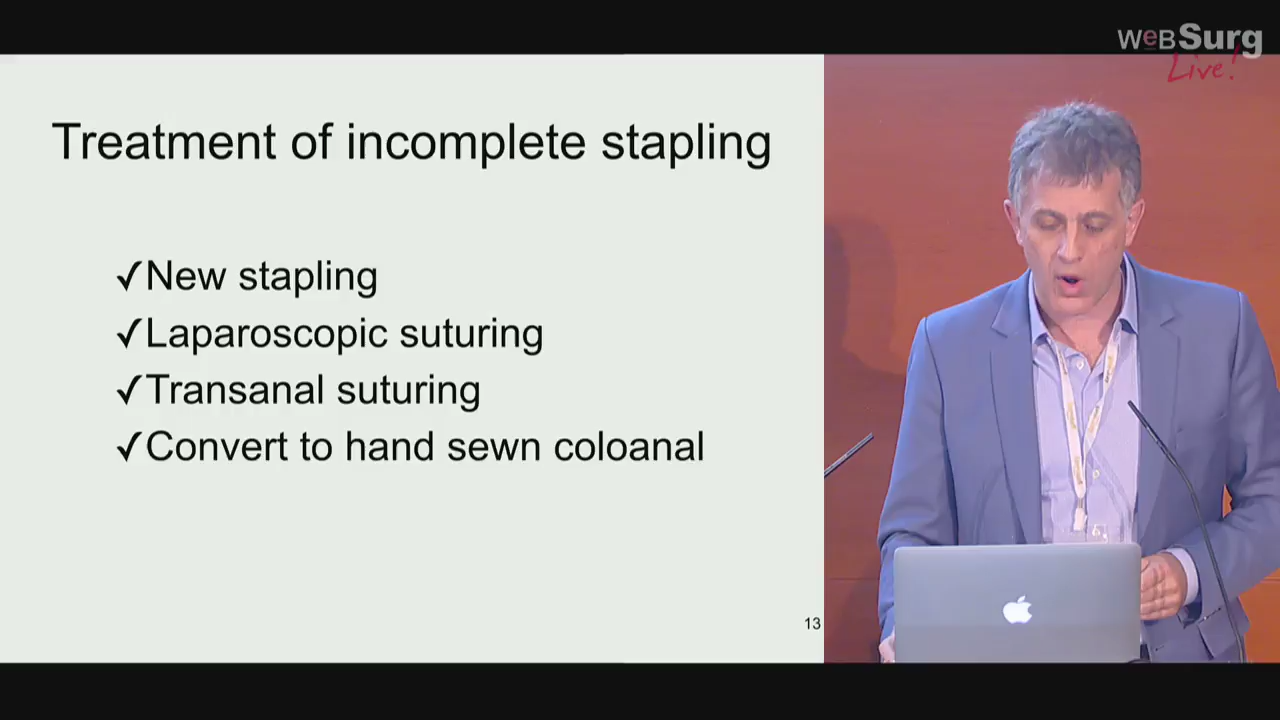 WeBSurg
Live!
Treatment of incomplete stapling
✓New stapling
✓Laparoscopic suturing
✓Transanal suturing
✓Convert to hand sewn coloanal
13